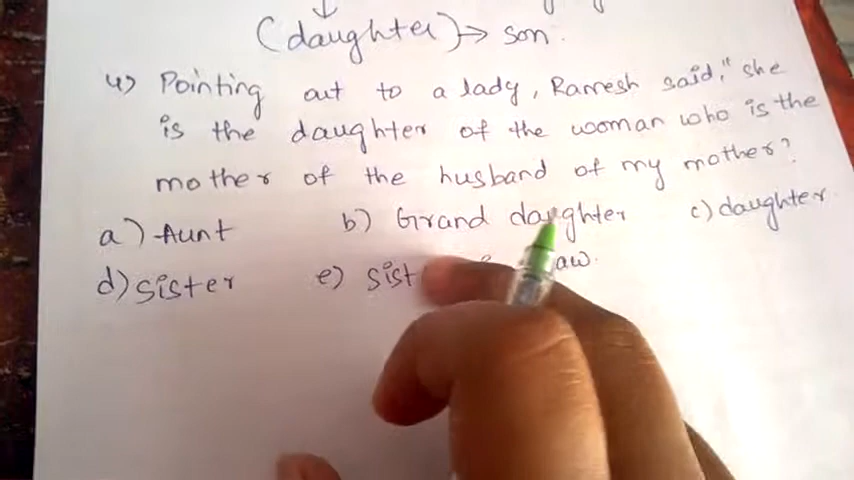 (daughter) → son.
4) Pointing out to a lady, Ramesh said," she
is the daughter of the woman who is the
mother of the husband of my mother?
a) Aunt b) Grand daughter c) daughter
d) sister e)